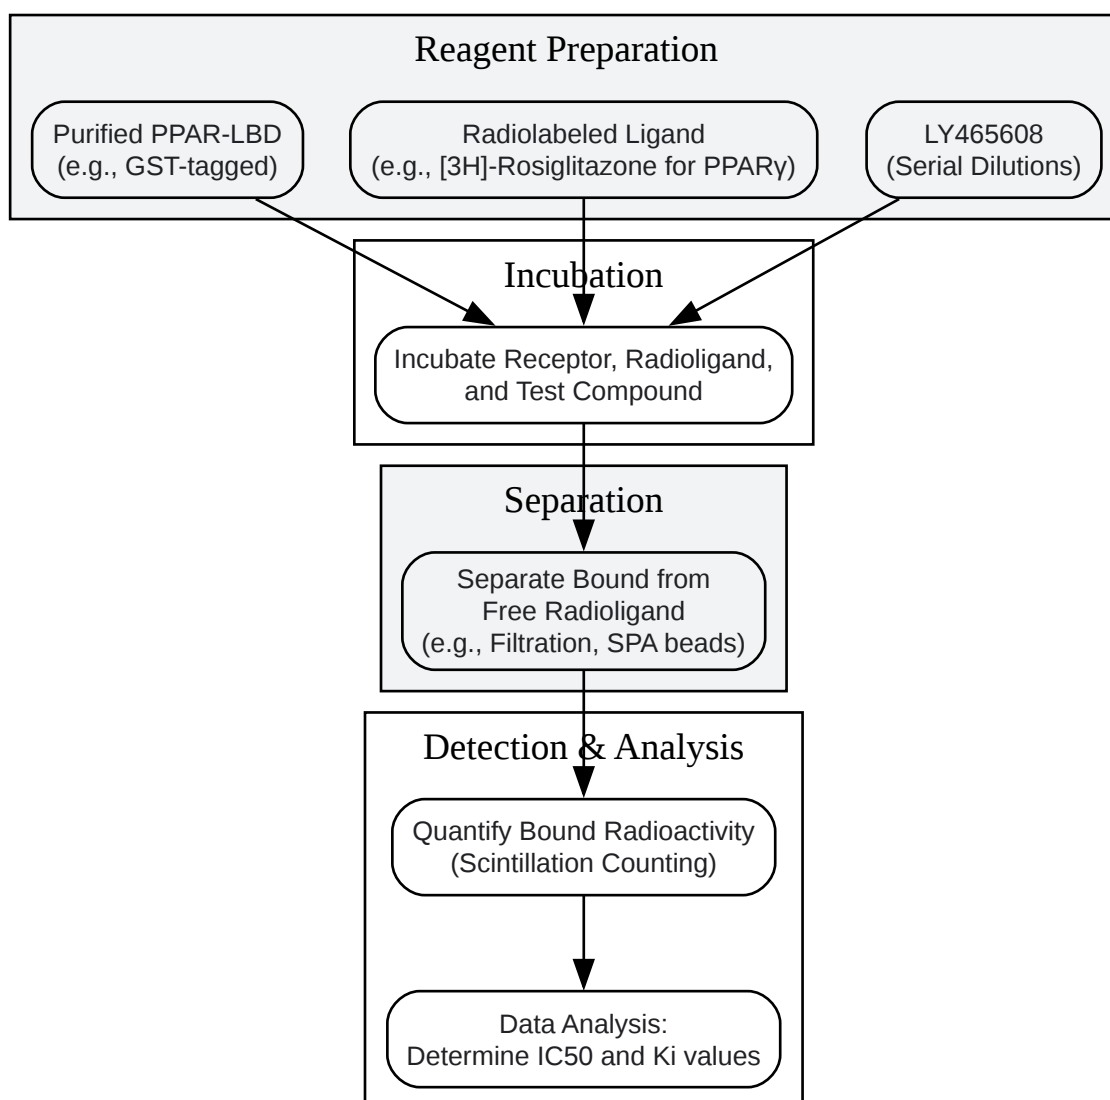 Reagent Preparation
Purified PPAR-LBD
(e.g., GST-tagged)
Radiolabeled Ligand
(e.g., [3H]-Rosiglitazone for PPARγ)
LY465608
(Serial Dilutions)
Incubation
Incubate Receptor, Radioligand,
and Test Compound
Separation
Separate Bound from
Free Radioligand
(e.g., Filtration, SPA beads)
Detection & Analysis
Quantify Bound Radioactivity
(Scintillation Counting)
Data Analysis:
Determine IC50 and Ki values